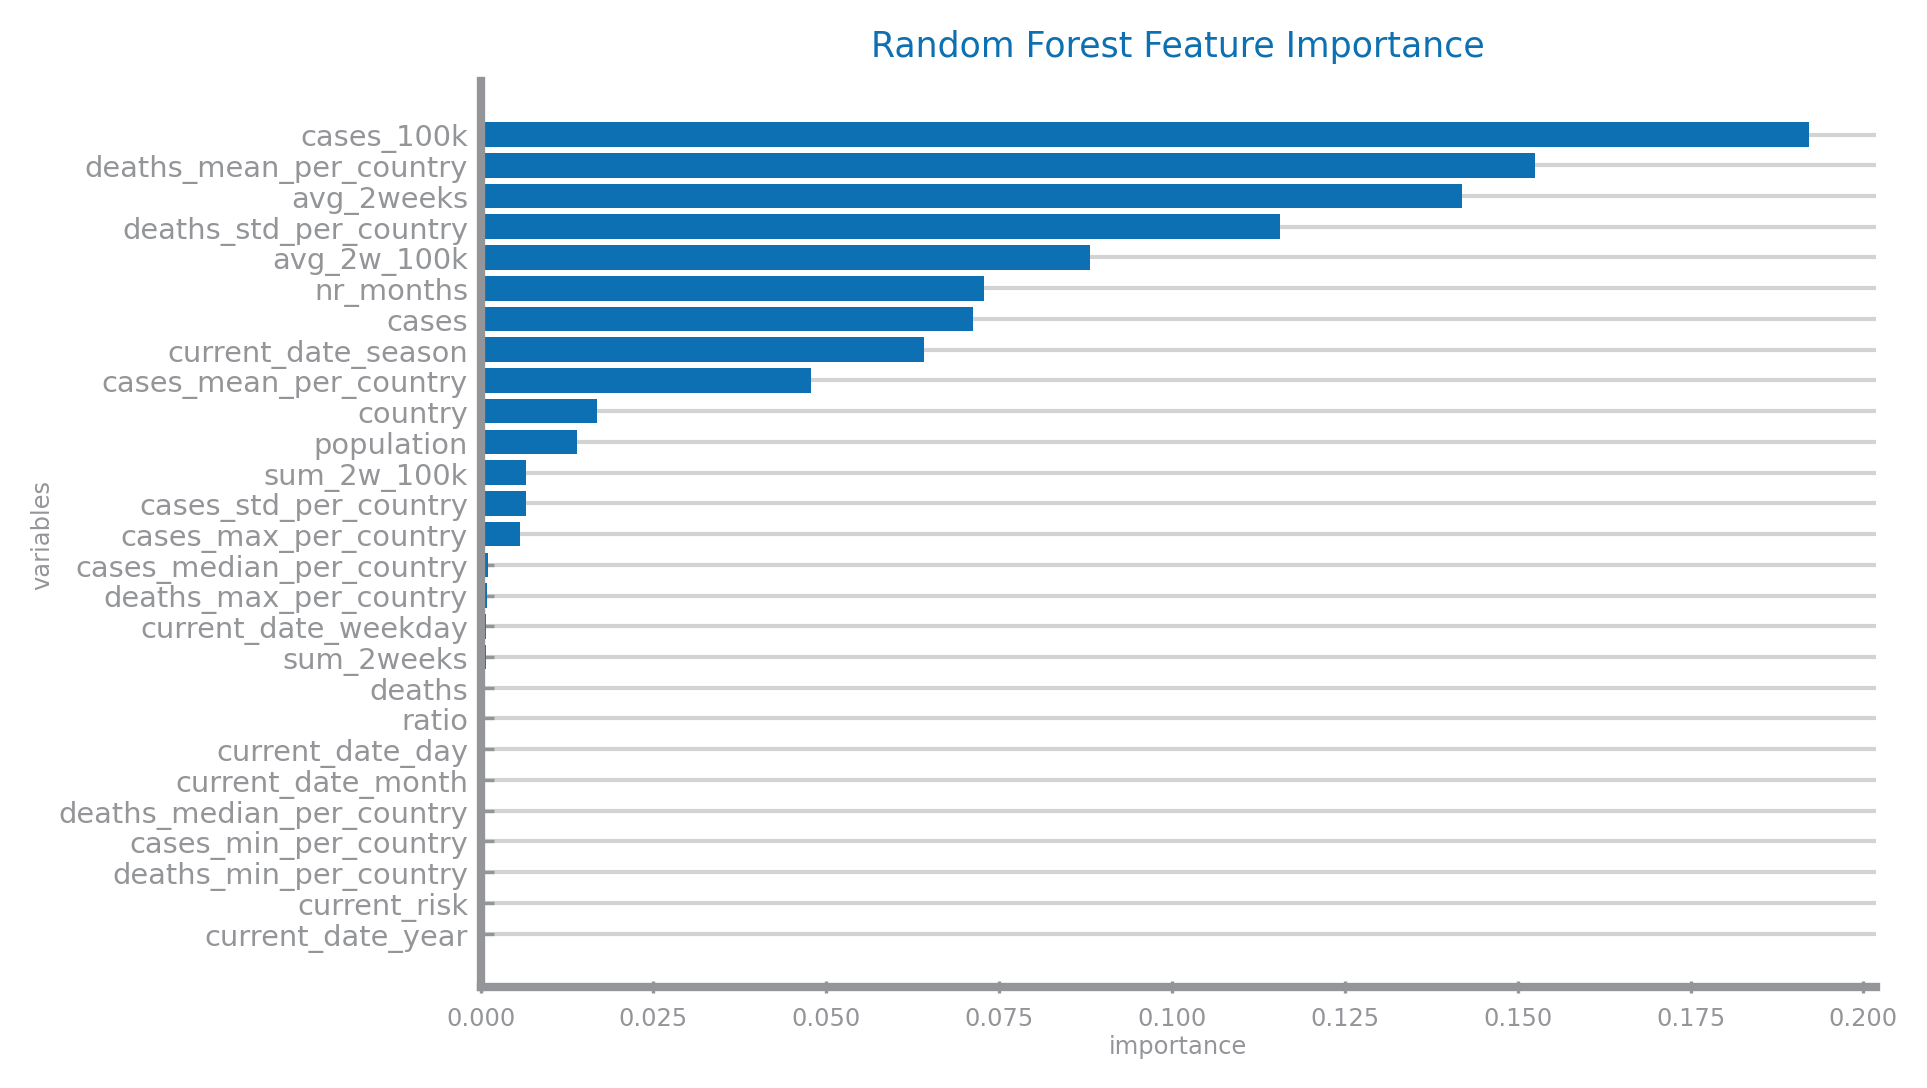 Random Forest Feature Importance
cases_100k
deaths_mean_per_country
avg_2weeks
deaths_std_per_country
avg_2w_100k
nr_months
cases
current_date_season
cases_mean_per_country
country
population
sum_2w_100k
cases_std_per_country
cases_max_per_country
cases_median_per_country
deaths_max_per_country
current_date_weekday
sum_2weeks
deaths
ratio
current_date_day
current_date_month
deaths_median_per_country
cases_min_per_country
deaths_min_per_country
current_risk
current_date_year
variables
0.000 0.025 0.050 0.075 0.100 0.125 0.150 0.175 0.200
importance